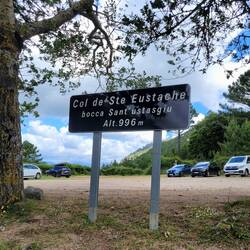 Col de Ste Eustache
bocca Sant'ustasgiu
Alt.996 m